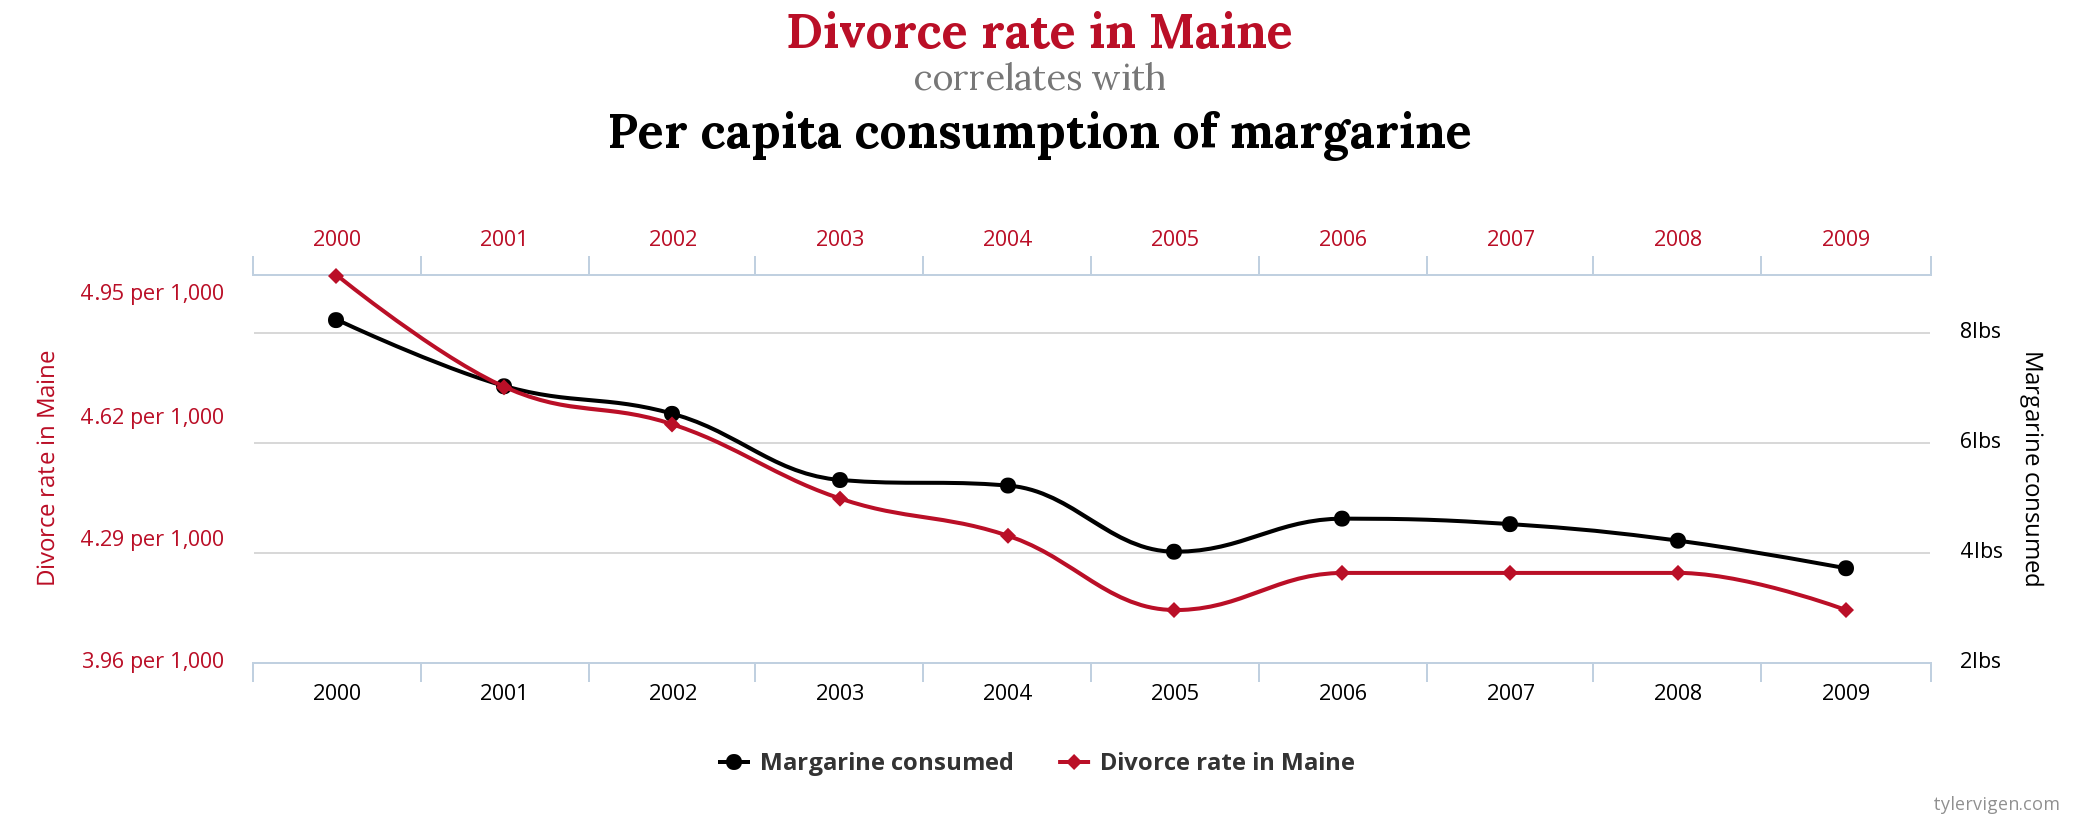 Divorce rate in Maine
correlates with
Per capita consumption of margarine
2000 2001 2002 2003 2004 2005 2006 2007 2008 2009
Divorce rate in Maine
4.95 per 1,000
4.62 per 1,000
4.29 per 1,000
3.96 per 1,000
8lbs
6lbs
4lbs
2lbs
Margarine consumed
2000 2001 2002 2003 2004 2005 2006 2007 2008 2009
Margarine consumed Divorce rate in Maine
tylervigen.com